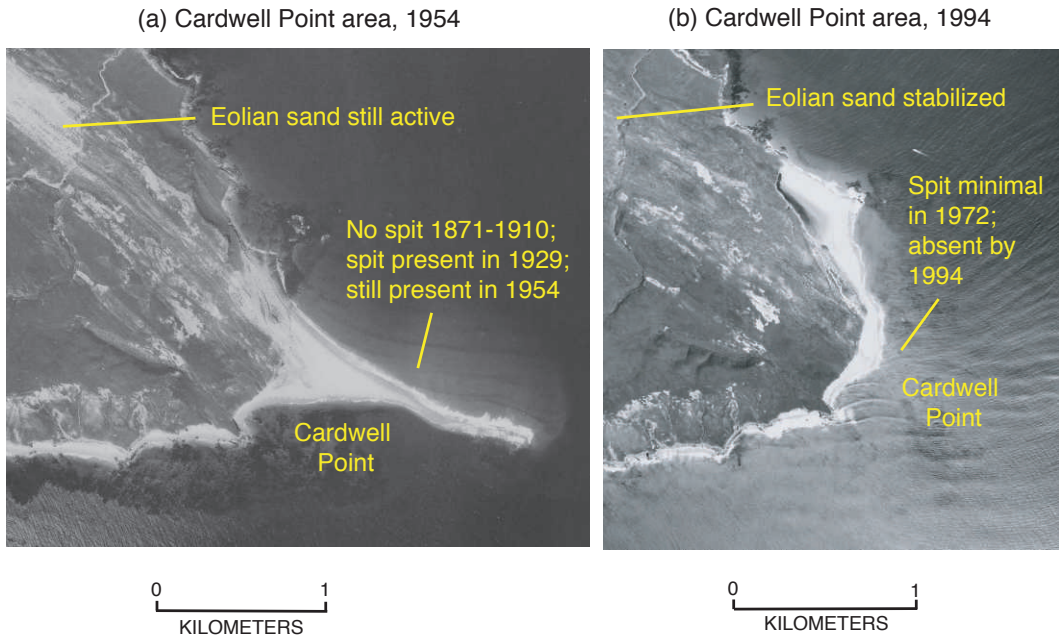 (a) Cardwell Point area, 1954
Eolian sand still active
No spit 1871-1910;
spit present in 1929;
still present in 1954
Cardwell
Point
0 1
KILOMETERS
(b) Cardwell Point area, 1994
Eolian sand stabilized
Spit minimal
in 1972;
absent by
1994
Cardwell
Point
0 1
KILOMETERS